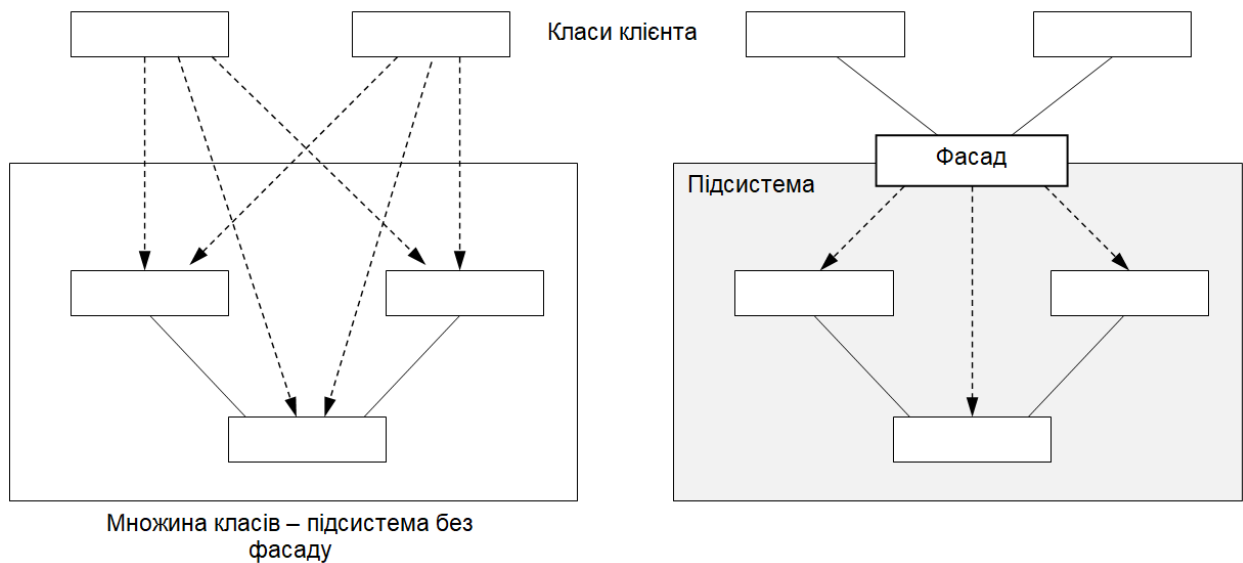 Класи клієнта
Фасад
Підсистема
Множина класів – підсистема без
фасаду